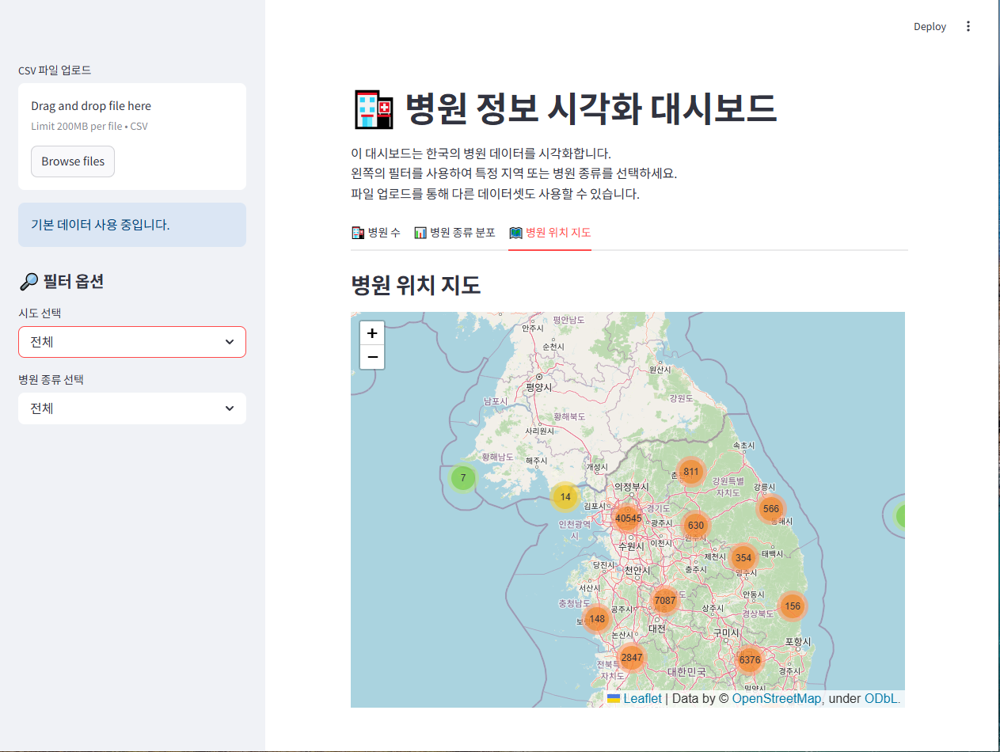 Deploy
CSV 파일 업로드
Drag and drop file here
Limit 200MB per file • CSV
Browse files
기본 데이터 사용 중입니다.
필터 옵션
시도 선택
전체
병원 종류 선택
전체
병원 정보 시각화 대시보드
이 대시보드는 한국의 병원 데이터를 시각화합니다.
왼쪽의 필터를 사용하여 특정 지역 또는 병원 종류를 선택하세요.
파일 업로드를 통해 다른 데이터셋도 사용할 수 있습니다.
병원 수 병원 종류 분포 병원 위치 지도
병원 위치 지도
+
−
평안남도
안주시
순천시
원산시
평양시
강원도
남포시
황해북도
사리원시
속초시
황해남도
해주시
개성시
7
811
강원특별
자치도
의정부시
강릉시
14
김포시
경기도
566
40545
광주시
630
동해시
인천광역
시
원주시
수원시
이천시
제천시
354
태백시
당진시
천안시
충주시
영주시
서산시
안동시
충청남도
7087
156
공주시
상주시
경상북도
148
대전
논산시
구미시
포항시
2847
6376
전북특
자치도
대한민국
경주시
밀양시
Leaflet | Data by © OpenStreetMap, under ODbL.